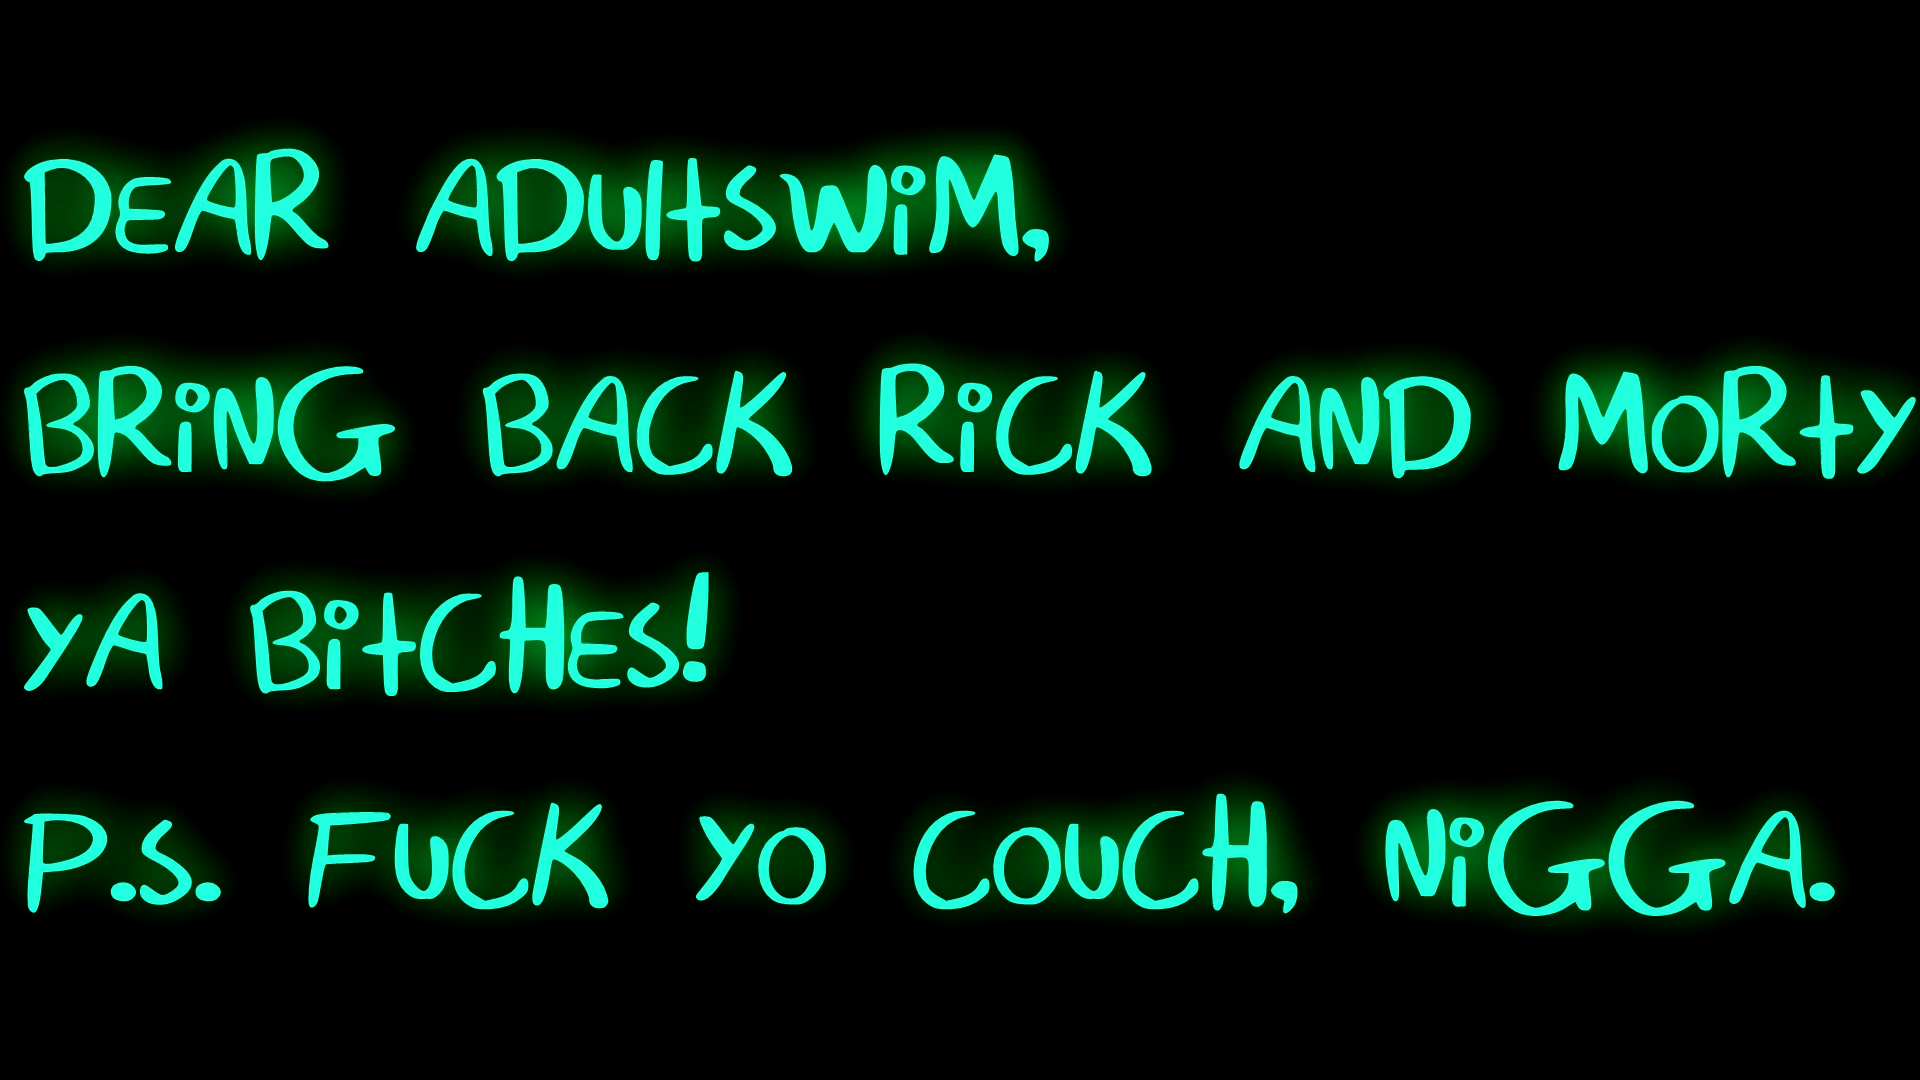 DEAR ADULTSWIM,
BRING BACK RICK AND MORTY
YA BITCHES!
P.S. FUCK YO COUCH, NIGGA.